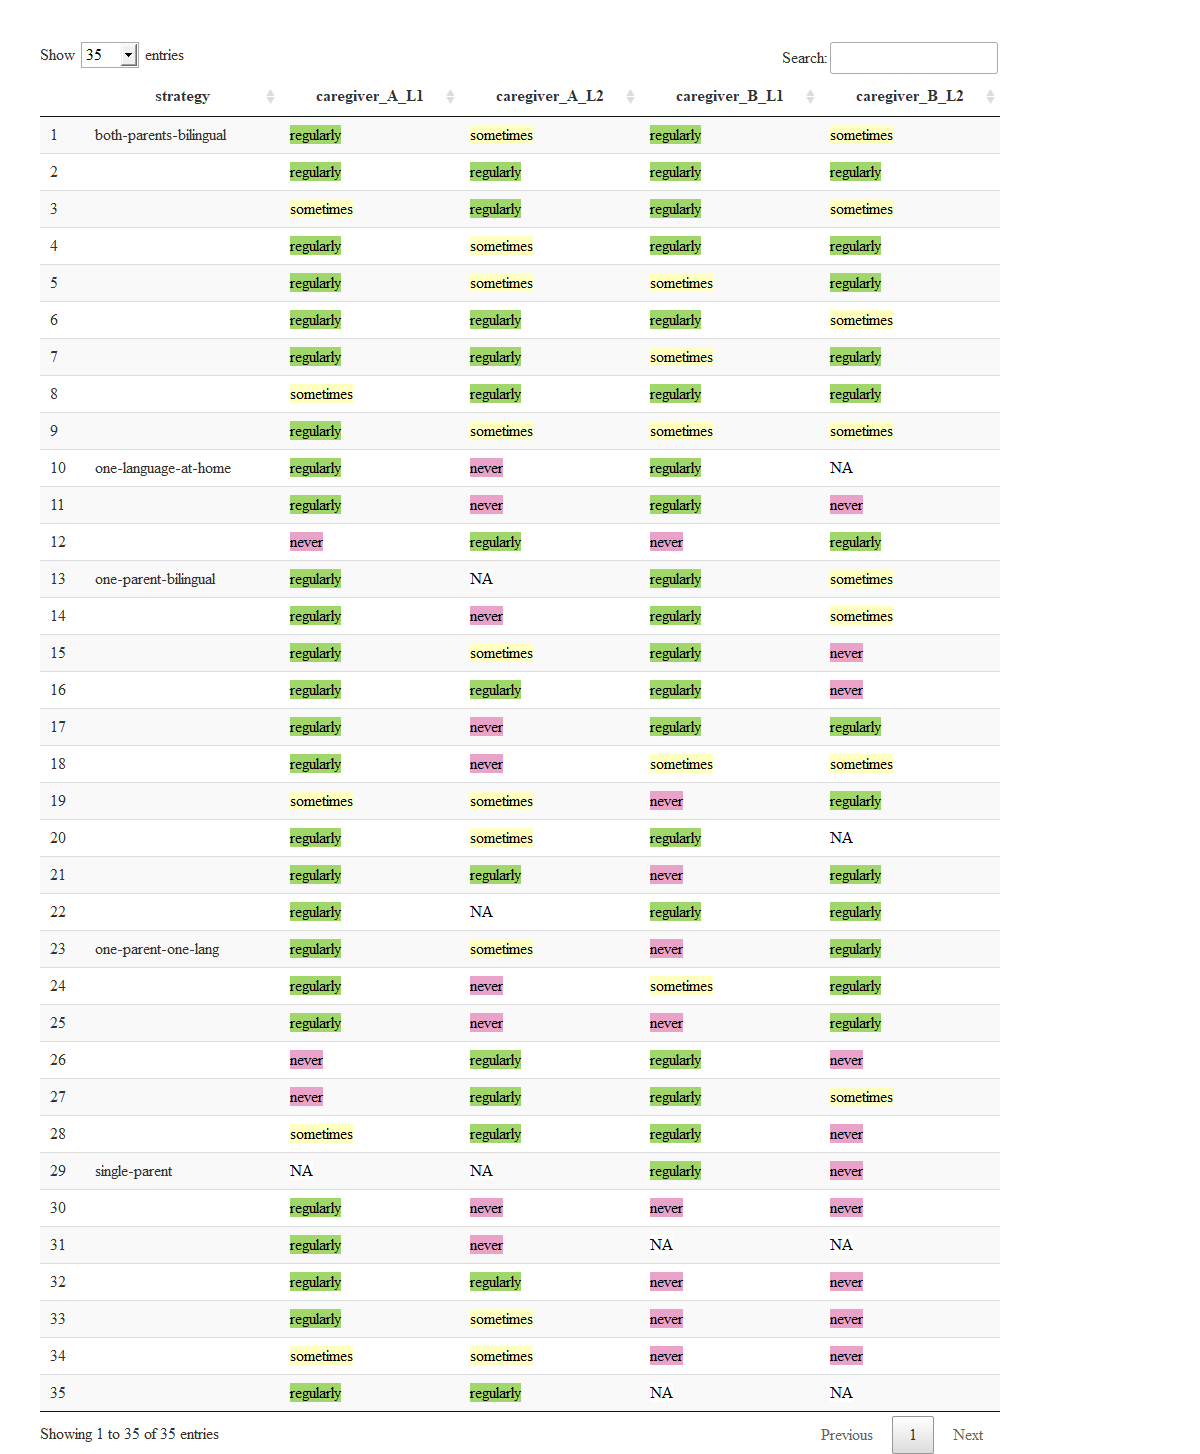 Show 35 entries Search:
strategy caregiver_A_L1 caregiver_A_L2 caregiver_B_L1 caregiver_B_L2
1 both-parents-bilingual regularly sometimes regularly sometimes
2 regularly regularly regularly regularly
3 sometimes regularly regularly sometimes
4 regularly sometimes regularly regularly
5 regularly sometimes sometimes regularly
6 regularly regularly regularly sometimes
7 regularly regularly sometimes regularly
8 sometimes regularly regularly regularly
9 regularly sometimes sometimes sometimes
10 one-language-at-home regularly never regularly NA
11 regularly never regularly never
12 never regularly never regularly
13 one-parent-bilingual regularly NA regularly sometimes
14 regularly never regularly sometimes
15 regularly sometimes regularly never
16 regularly regularly regularly never
17 regularly never regularly regularly
18 regularly never sometimes sometimes
19 sometimes sometimes never regularly
20 regularly sometimes regularly NA
21 regularly regularly never regularly
22 regularly NA regularly regularly
23 one-parent-one-lang regularly sometimes never regularly
24 regularly never sometimes regularly
25 regularly never never regularly
26 never regularly regularly never
27 never regularly regularly sometimes
28 sometimes regularly regularly never
29 single-parent NA NA regularly never
30 regularly never never never
31 regularly never NA NA
32 regularly regularly never never
33 regularly sometimes never never
34 sometimes sometimes never never
35 regularly regularly NA NA
Showing 1 to 35 of 35 entries Previous 1 Next